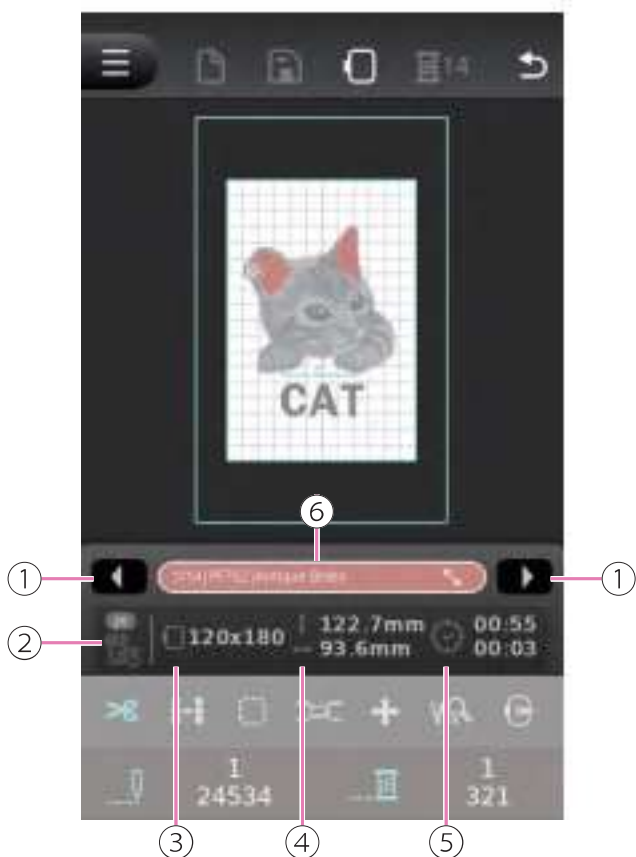 14
CAT
⑥
① ①
②
120x180
122.7mm
93.6mm
00:55
00:03
1
24534
1
321
③ ④ ⑤